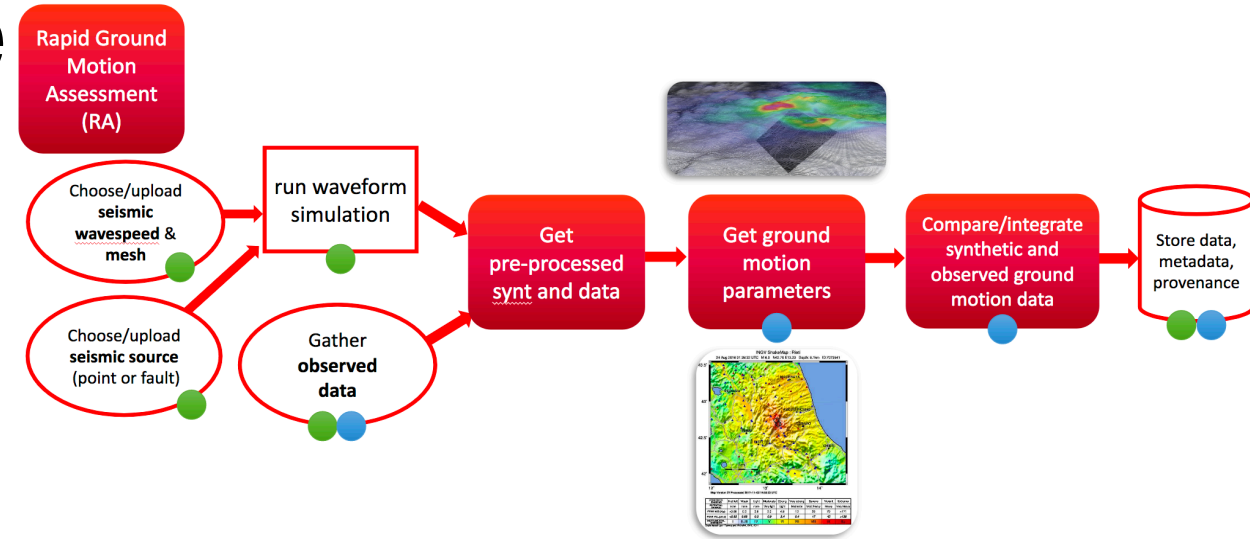 e
Rapid Ground
Motion
Assessment
(RA)
Choose/upload
seismic
wavespeed &
mesh
run waveform
simulation
Choose/upload
seismic source
(point or fault)
Gather
observed
data
Get
pre-processed
synt and data
Get ground
motion
parameters
Compare/integrate
synthetic and
observed ground
motion data
Store data,
metadata,
provenance